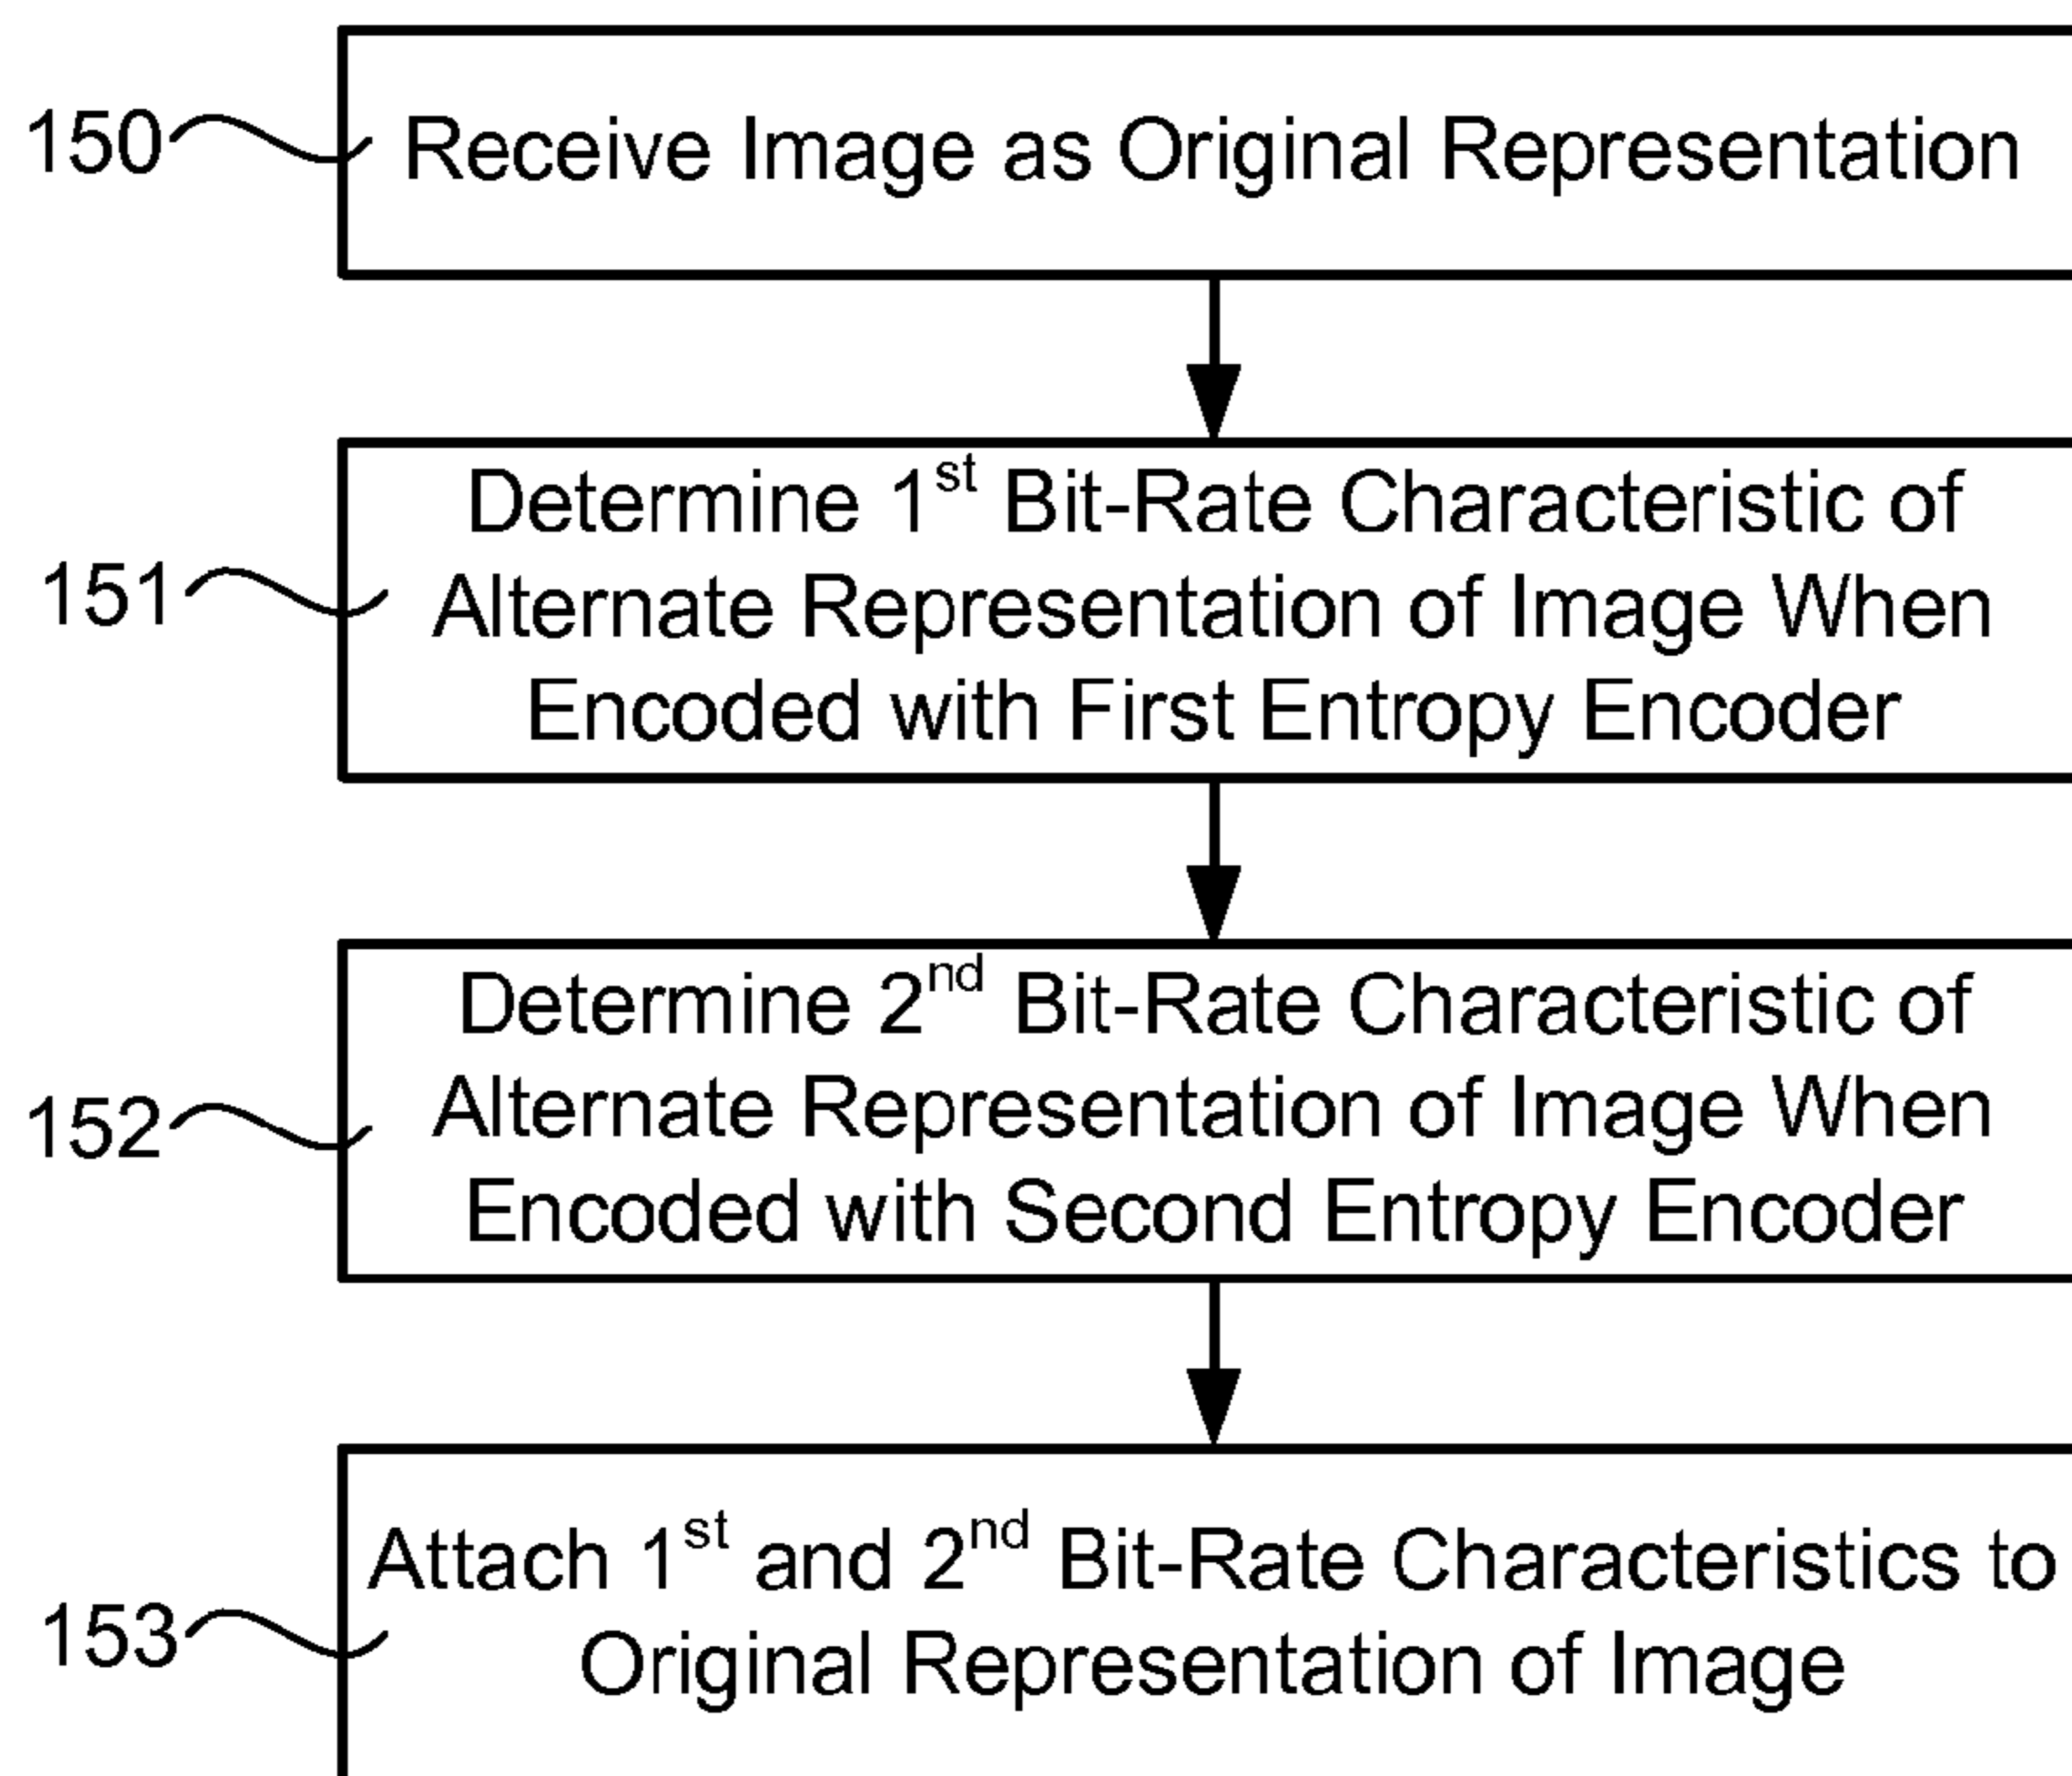 150
Receive Image as Original Representation
151
Determine 1st Bit-Rate Characteristic of
Alternate Representation of Image When
Encoded with First Entropy Encoder
152
Determine 2nd Bit-Rate Characteristic of
Alternate Representation of Image When
Encoded with Second Entropy Encoder
153
Attach 1st and 2nd Bit-Rate Characteristics to
Original Representation of Image